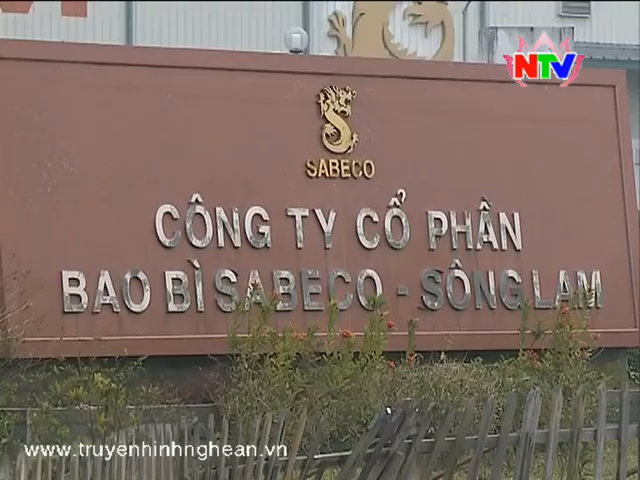 NTV
SABECO
CÔNG TY CỔ PHẦN
BAO BÌ SABECO - SÔNG LAM
www.truyenhinhnghean.vn